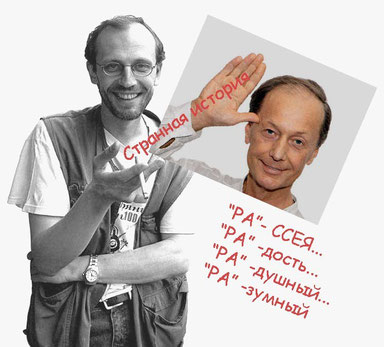 Странная история
"РА"- ССЕЯ...
"РА" -дость...
"РА" -душный...
"РА" -зумный